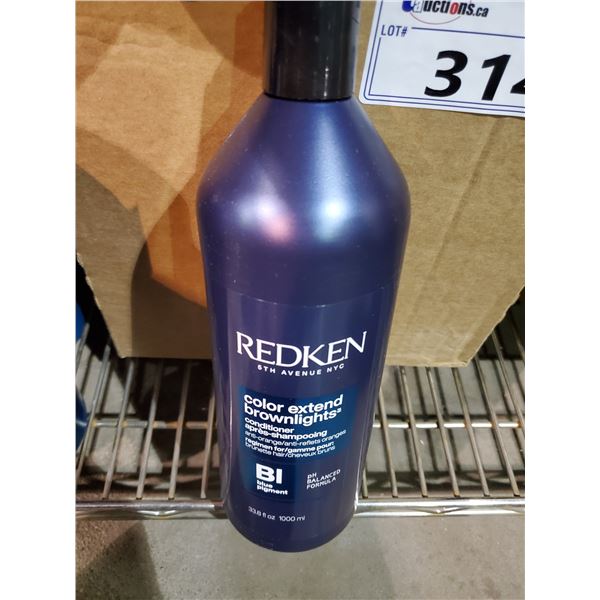 auctions.ca
LOT#
314
REDKEN
5TH AVENUE NYC
color extend
brownlights
conditioner
après-shampooing
anti-orange/anti-reflets orangés
regimen for/gamme pour:
brunette hair/cheveux bruns
BI
blue
pigment
pH
BALANCED
FORMULA
33.8 fl oz 1000 ml